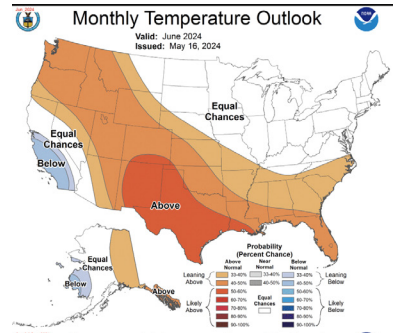 Monthly Temperature Outlook
Valid: June 2024
Issued: May 16, 2024
Equal
Chances
Equal
Chances
Below
Above
Equal
Chances
Below
Above
Probability
(Percent Chance)
Above
Normal
Near
Normal
Below
Normal
Leaning
Above
Likely
Above
33-40%
40-50%
50-60%
60-70%
70-80%
80-90%
90-100%
33-40%
40-50%
Equal
Chances
33-40%
40-50%
50-60%
60-70%
70-80%
80-90%
90-100%
Leaning
Below
Likely
Below